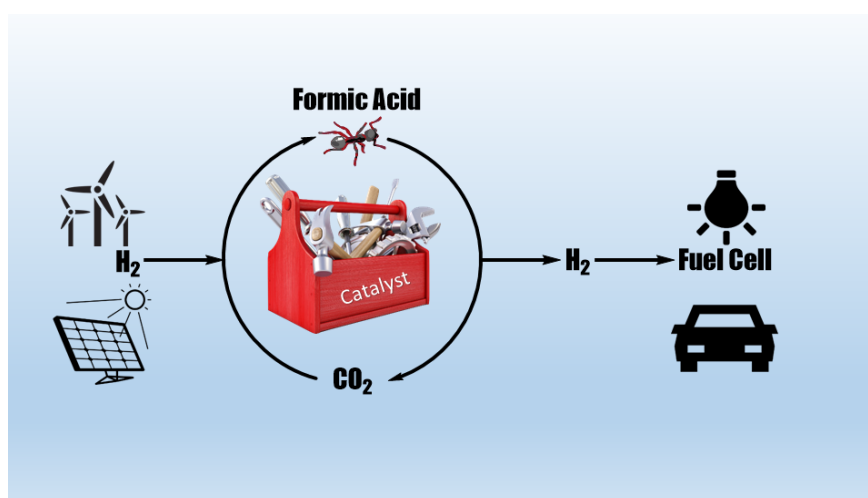 Formic Acid
H₂
Catalyst
H₂
Fuel Cell
CO₂